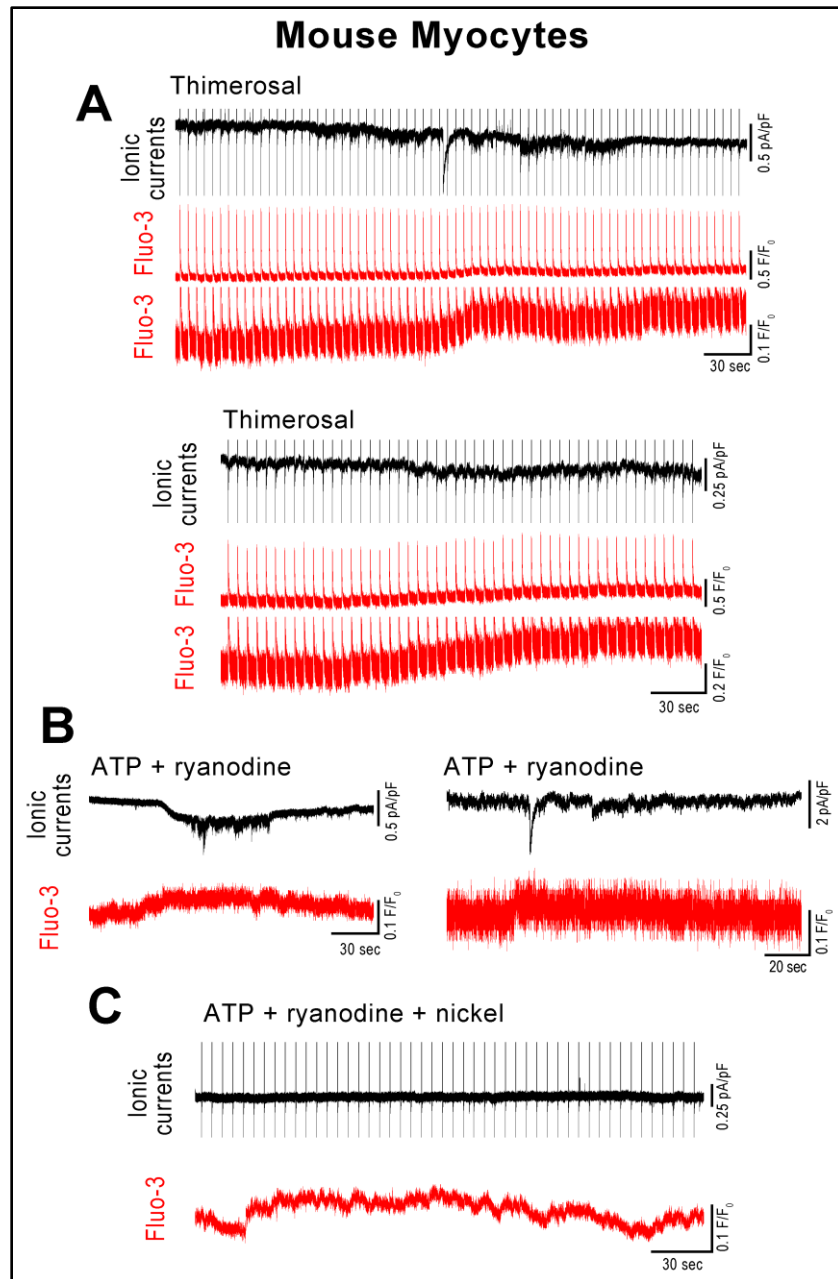 Mouse Myocytes
A
Thimerosal
Ionic
currents
0.5 pA/pF
Fluo-3
0.5 F/F₀
Fluo-3
0.1 F/F₀
30 sec
Thimerosal
Ionic
currents
0.25 pA/pF
Fluo-3
0.5 F/F₀
Fluo-3
0.2 F/F₀
30 sec
B
ATP + ryanodine
Ionic
currents
0.5 pA/pF
Fluo-3
0.1 F/F₀
30 sec
ATP + ryanodine
2 pA/pF
0.1 F/F₀
20 sec
C
ATP + ryanodine + nickel
Ionic
currents
0.25 pA/pF
Fluo-3
0.1 F/F₀
30 sec